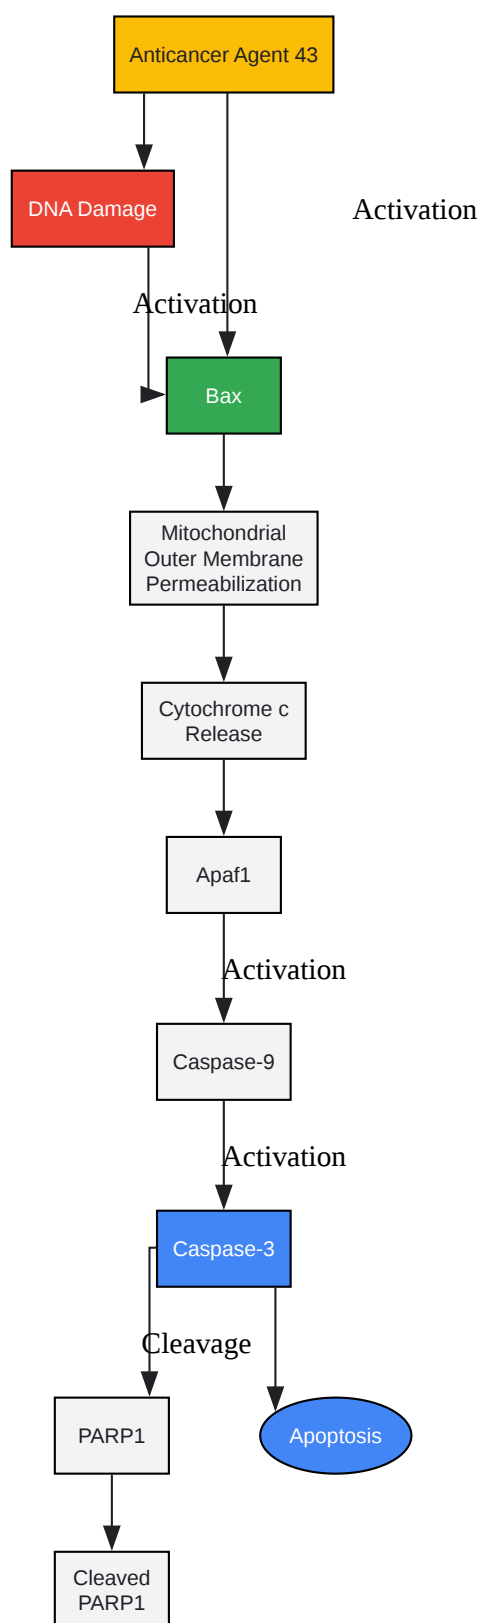 Anticancer Agent 43
DNA Damage
Activation
Activation
Bax
Mitochondrial
Outer Membrane
Permeabilization
Cytochrome c
Release
Apaf1
Activation
Caspase-9
Activation
Caspase-3
Cleavage
PARP1
Apoptosis
Cleaved
PARP1